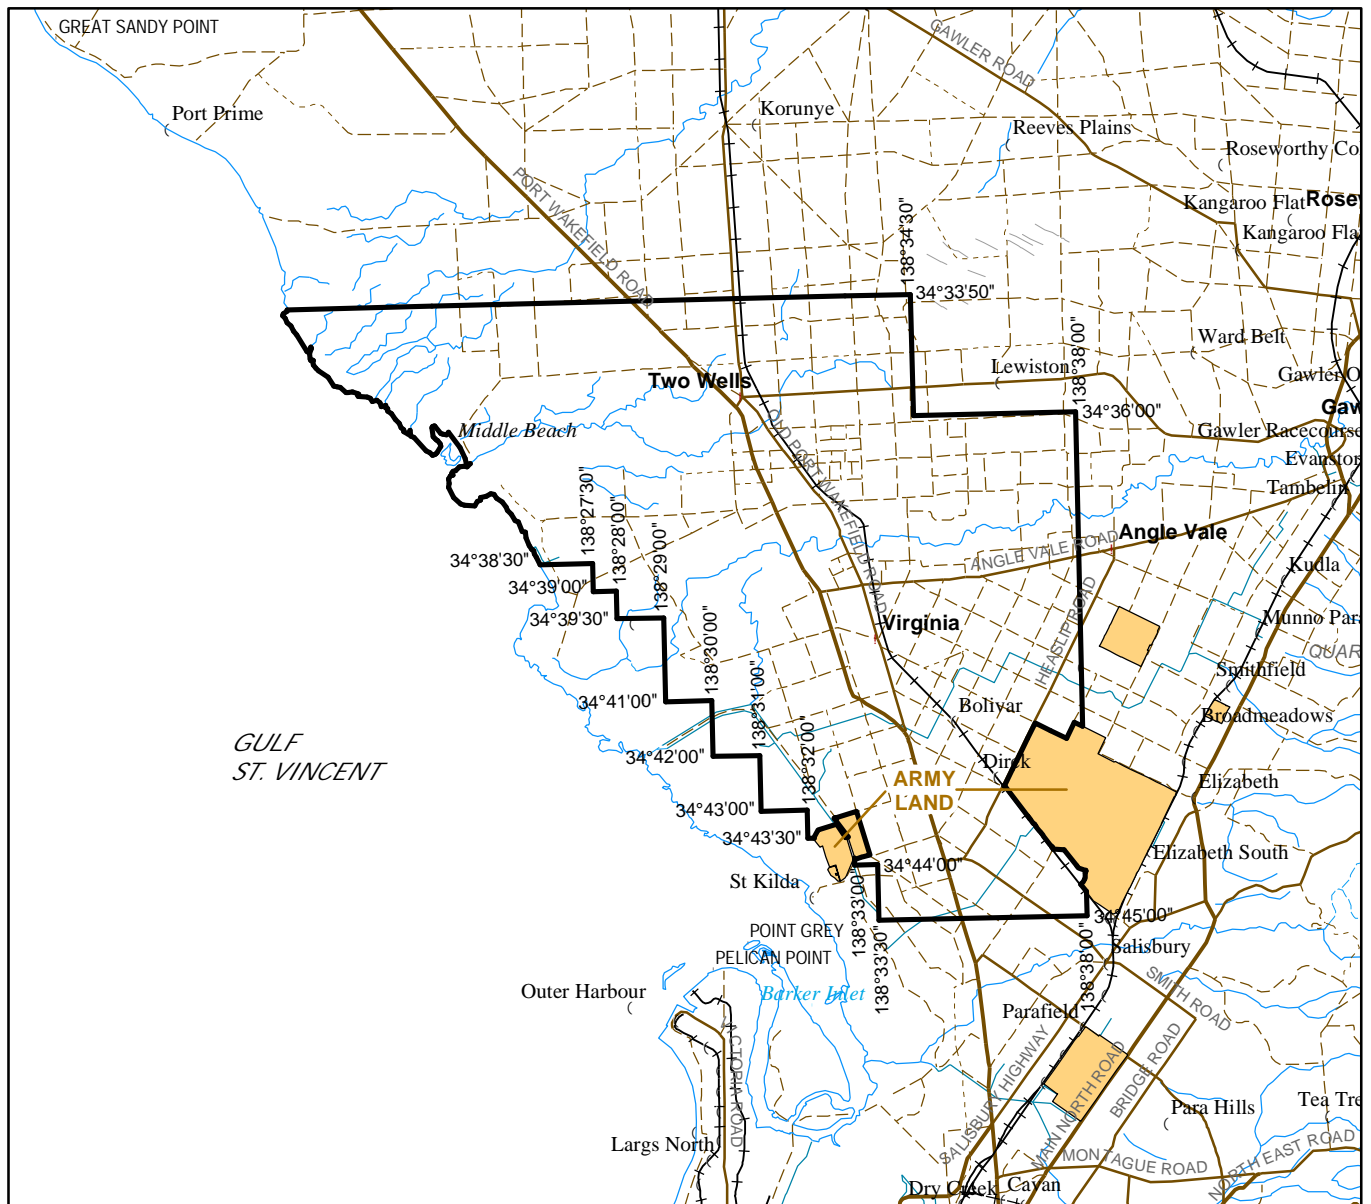 GREAT SANDY POINT
GAWLER ROAD
Port Prime
Korunye
Reeves Plains
Roseworthy Co
PORT WAKEFIELD ROAD
Kangaroo Flat
Rosew
Kangaroo Fla
138°34'30"
34°33'50"
138°38'00"
Ward Belt
Two Wells
Lewiston
Gawler O
34°36'00"
Gaw
OLD PORT WAKEFIELD ROAD
Middle Beach
Gawler Racecourse
Evanston
Tambelin
138°27'30"
138°28'00"
138°29'00"
34°38'30"
ANGLE VALE ROAD
Angle Vale
34°39'00"
Kudla
HEASLIP ROAD
34°39'30"
Virginia
Munno Para
138°30'00"
QUAR
138°31'00"
Smithfield
34°41'00"
Bolivar
Broadmeadows
138°32'00"
GULF
ST. VINCENT
34°42'00"
Direk
ARMY
LAND
Elizabeth
34°43'00"
34°43'30"
Elizabeth South
34°44'00"
St Kilda
138°33'00"
138°33'30"
34°45'00"
138°38'00"
POINT GREY
Salisbury
PELICAN POINT
SMITH ROAD
Outer Harbour
Barker Inlet
Parafield
VICTORIA ROAD
SALISBURY HIGHWAY
MAIN NORTH ROAD
BRIDGE ROAD
Para Hills
Tea Tre
Largs North
MONTAGUE ROAD
NORTH EAST ROAD
Dry Creek
Cavan